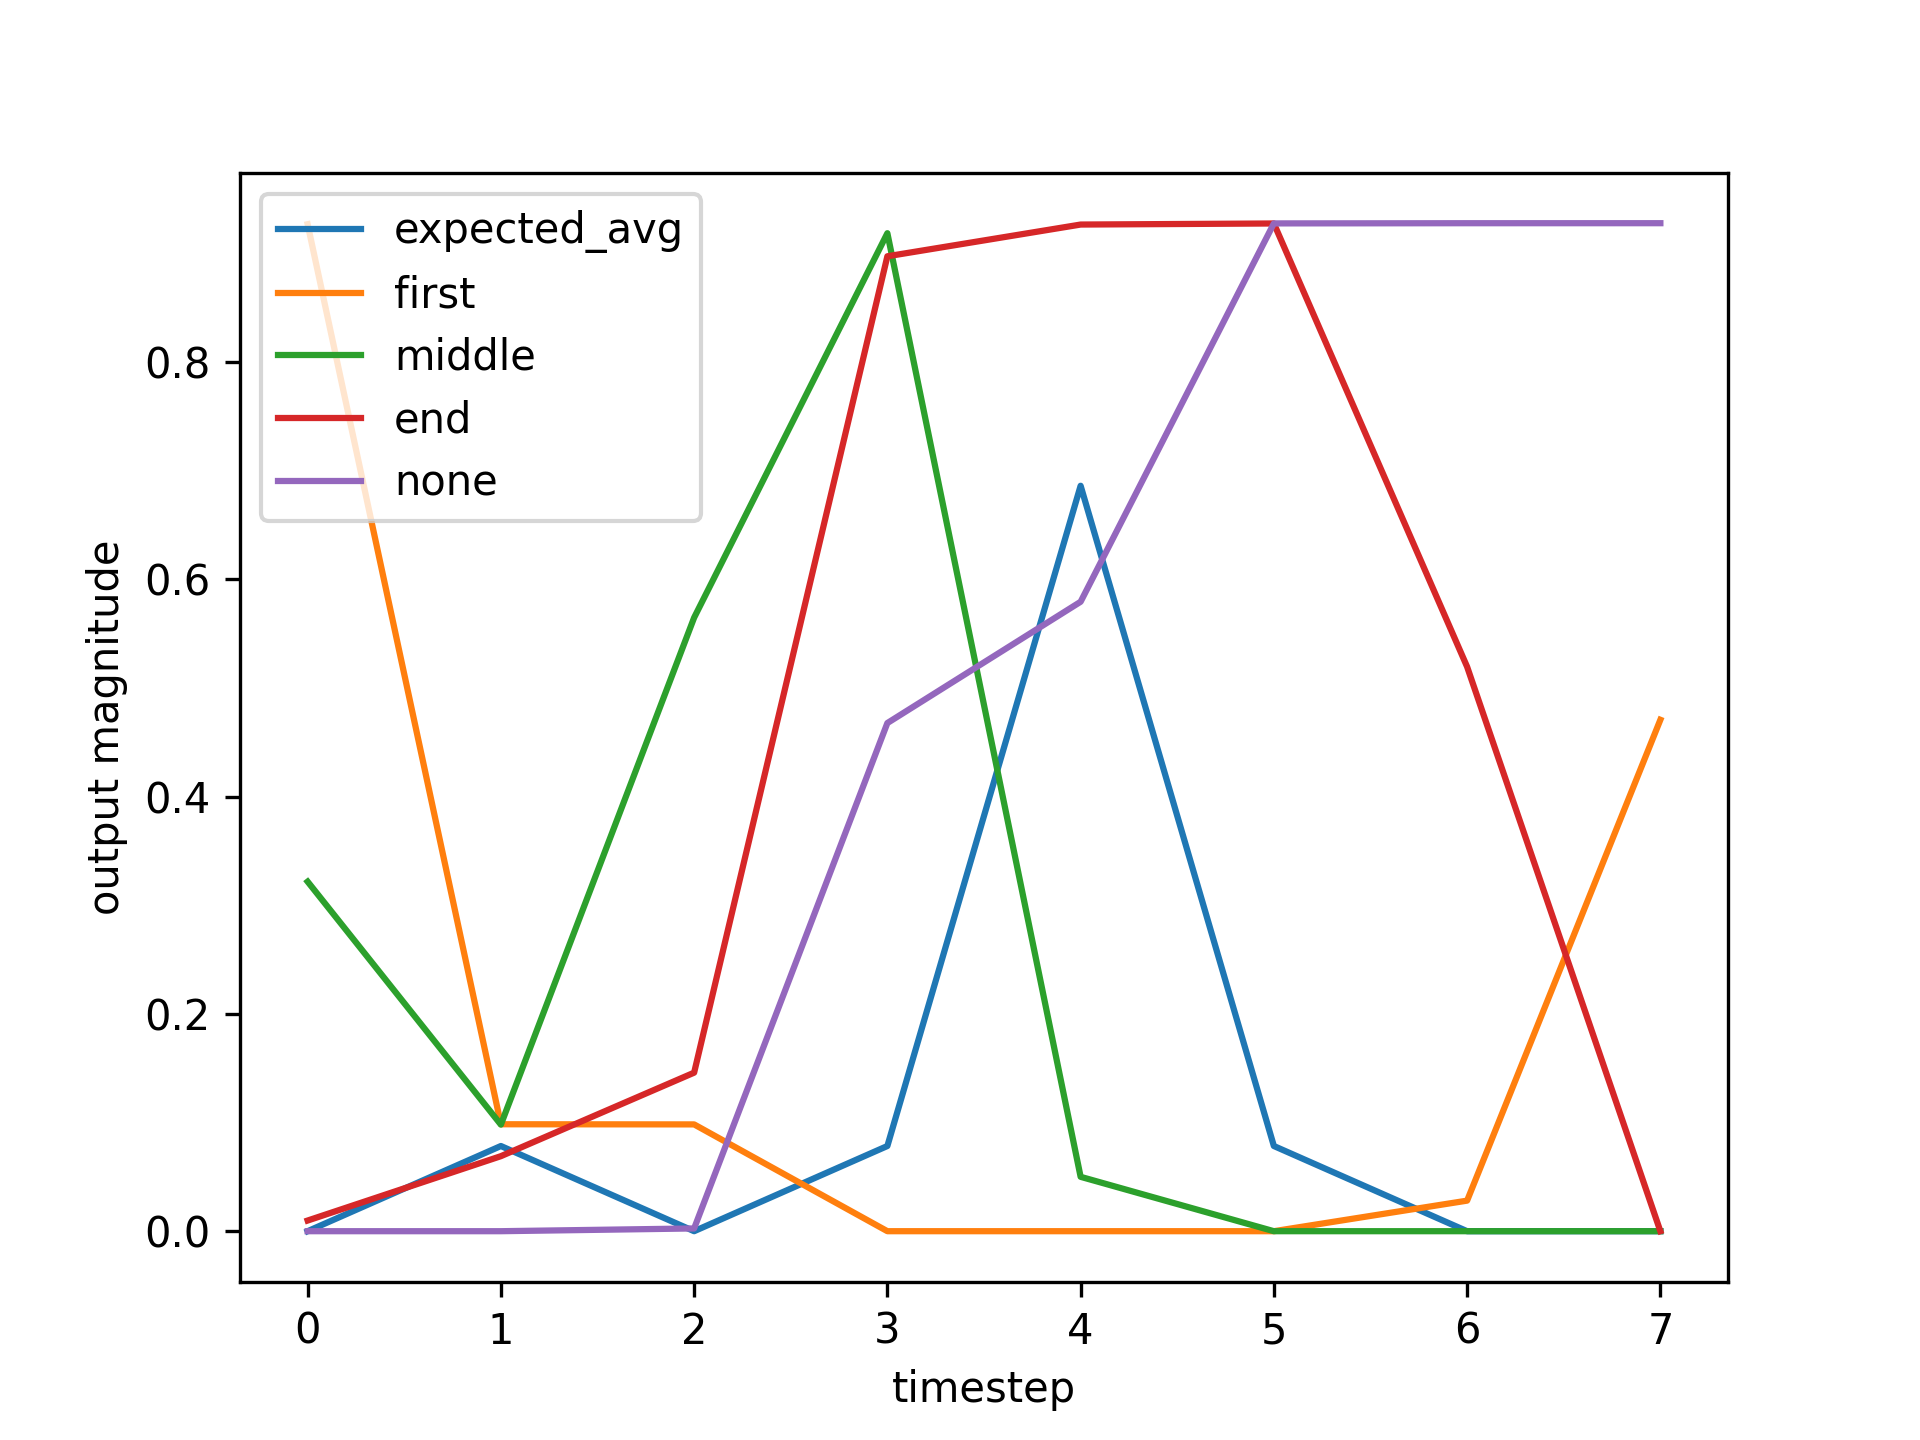 expected_avg
first
middle
end
none
output magnitude
0.8
0.6
0.4
0.2
0.0
0 1 2 3 4 5 6 7
timestep